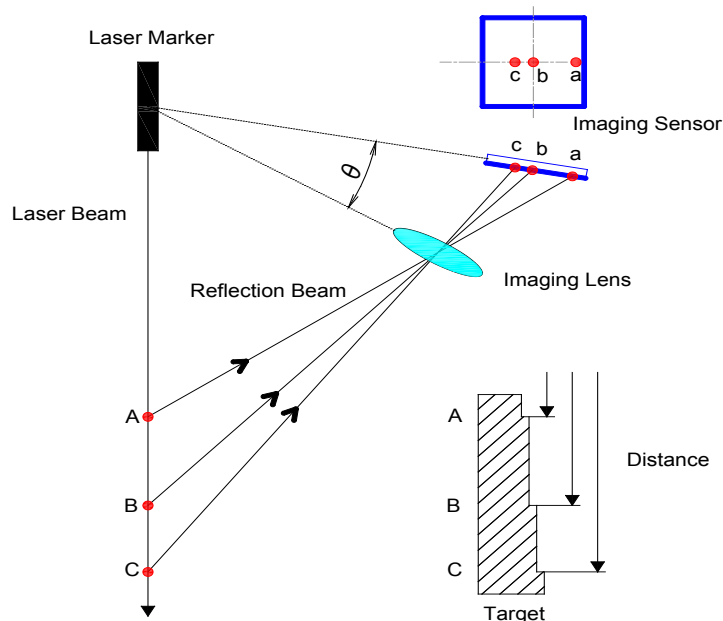 Laser Marker
c b a
Imaging Sensor
c b a
θ
Laser Beam
Imaging Lens
Reflection Beam
A
A
Distance
B
B
C
C
Target